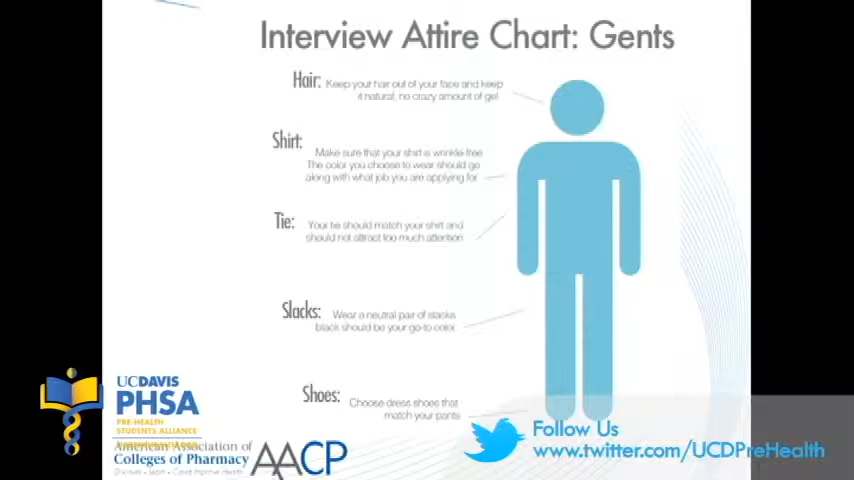 Interview Attire Chart: Gents
Hair: Keep your hair out of your face and keep
it natural, no crazy amount of gel
Shirt:
Make sure that your shirt is wrinkle free
The color you choose to wear should go
along with what job you are applying for
Tie: Your tie should match your shirt and
should not attract too much attention
Slacks: Wear a neutral pair of slacks
black should be your go-to color
Shoes: Choose dress shoes that
match your pants
UCDAVIS
PHSA
PRE-HEALTH
STUDENTS ALLIANCE
American Association of
Colleges of Pharmacy
AACP
Follow Us
www.twitter.com/UCDPreHealth